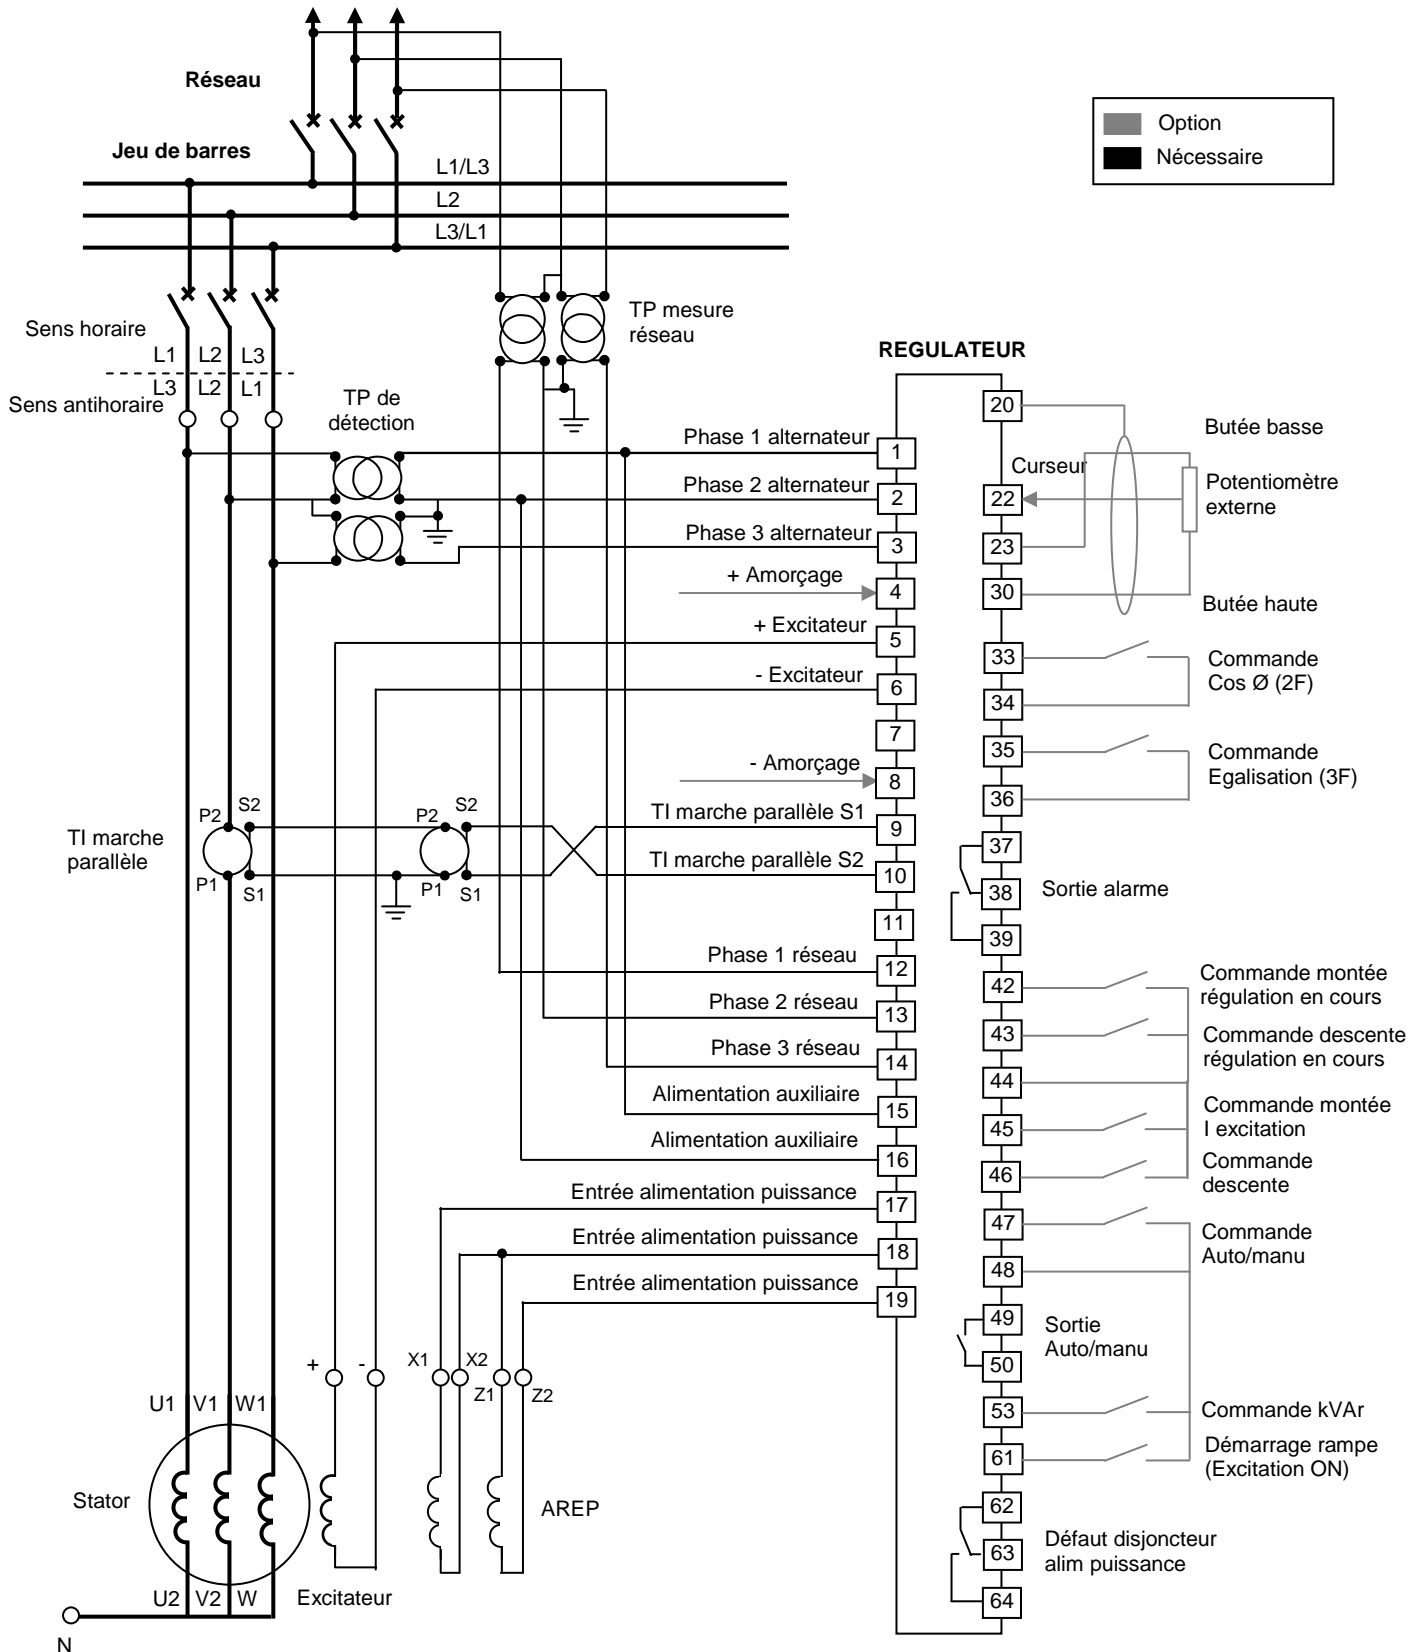 Réseau
Jeu de barres
L1/L3
L2
L3/L1
Option
Nécessaire
Sens horaire
L1 L2 L3
L3 L2 L1
Sens antihoraire
TP de
détection
TP mesure
réseau
REGULATEUR
Phase 1 alternateur
1
Phase 2 alternateur
2
Phase 3 alternateur
3
+ Amorçage
4
+ Excitateur
5
- Excitateur
6
7
- Amorçage
8
TI marche parallèle S1
9
TI marche parallèle S2
10
11
Phase 1 réseau
12
Phase 2 réseau
13
Phase 3 réseau
14
Alimentation auxiliaire
15
Alimentation auxiliaire
16
Entrée alimentation puissance
17
Entrée alimentation puissance
18
Entrée alimentation puissance
19
20
Butée basse
Curseur
22
Potentiomètre
externe
23
30
Butée haute
33
Commande
Cos Ø (2F)
34
35
Commande
Egalisation (3F)
36
37
38
Sortie alarme
39
42
Commande montée
régulation en cours
43
Commande descente
régulation en cours
44
45
Commande montée
I excitation
46
Commande
descente
47
Commande
Auto/manu
48
49
Sortie
Auto/manu
50
53
Commande kVAr
61
Démarrage rampe
(Excitation ON)
62
63
Défaut disjoncteur
alim puissance
64
TI marche
parallèle
P2 S2
P1 S1
P2 S2
P1 S1
+ -
X1 X2
Z1 Z2
U1 V1 W1
Stator
AREP
U2 V2 W
Excitateur
N